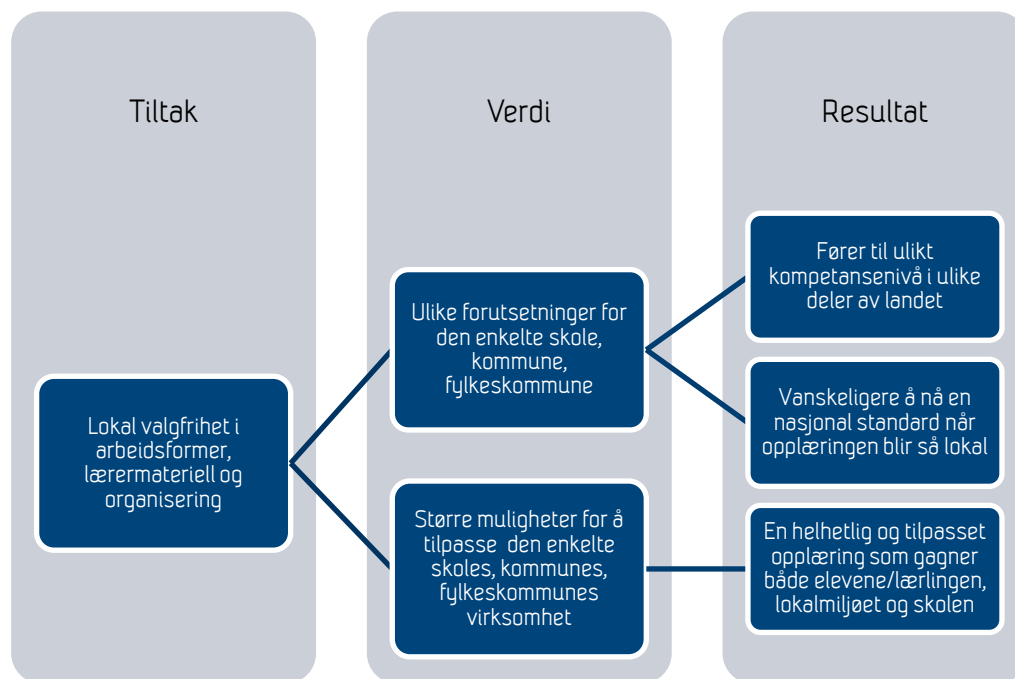 Tiltak
Verdi
Resultat
Lokal valgfrihet i
arbeidsformer,
lærermateriell og
organisering
Ulike forutsetninger for
den enkelte skole,
kommune,
fylkeskommune
Større muligheter for å
tilpasse den enkelte
skoles, kommunes,
fylkeskommunes
virksomhet
Fører til ulikt
kompetansenivå i ulike
deler av landet
Vanskeligere å nå en
nasjonal standard når
opplæringen blir så lokal
En helhetlig og tilpasset
opplæring som gagner
både elevene/lærlingen,
lokalmiljøet og skolen